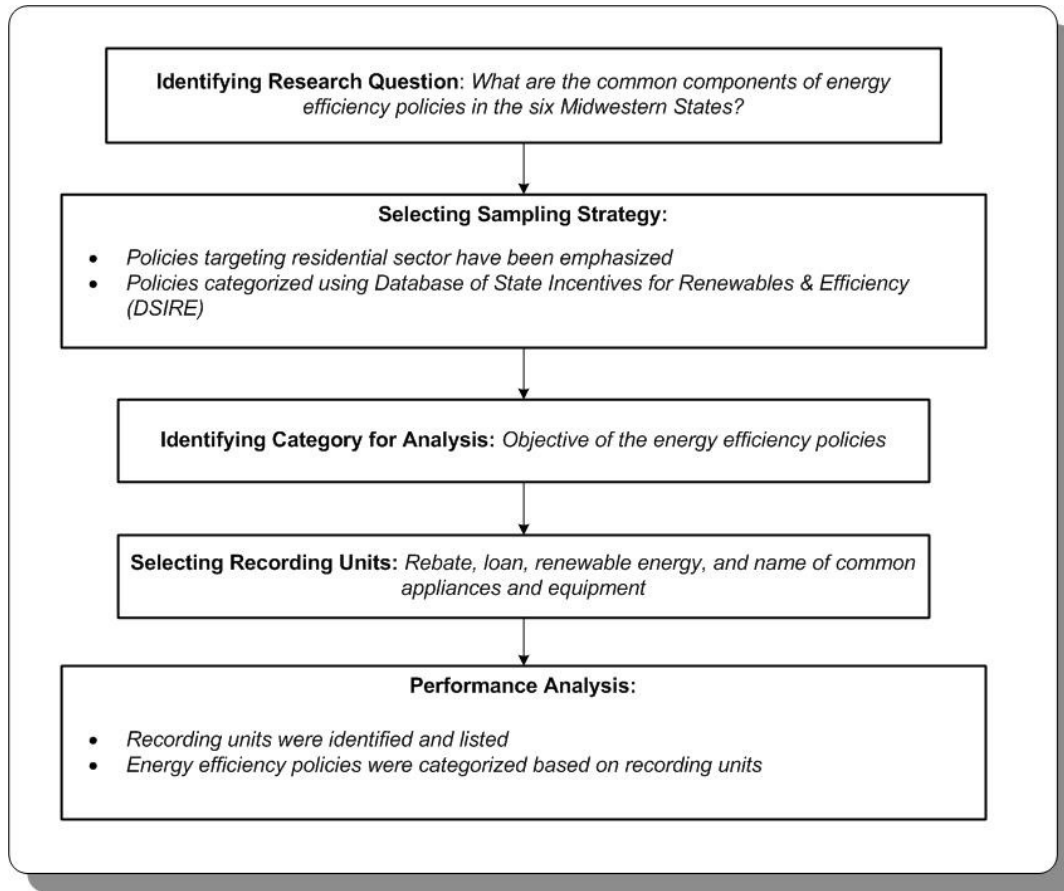 Identifying Research Question: What are the common components of energy
efficiency policies in the six Midwestern States?
Selecting Sampling Strategy:
• Policies targeting residential sector have been emphasized
• Policies categorized using Database of State Incentives for Renewables & Efficiency
(DSIRE)
Identifying Category for Analysis: Objective of the energy efficiency policies
Selecting Recording Units: Rebate, loan, renewable energy, and name of common
appliances and equipment
Performance Analysis:
• Recording units were identified and listed
• Energy efficiency policies were categorized based on recording units